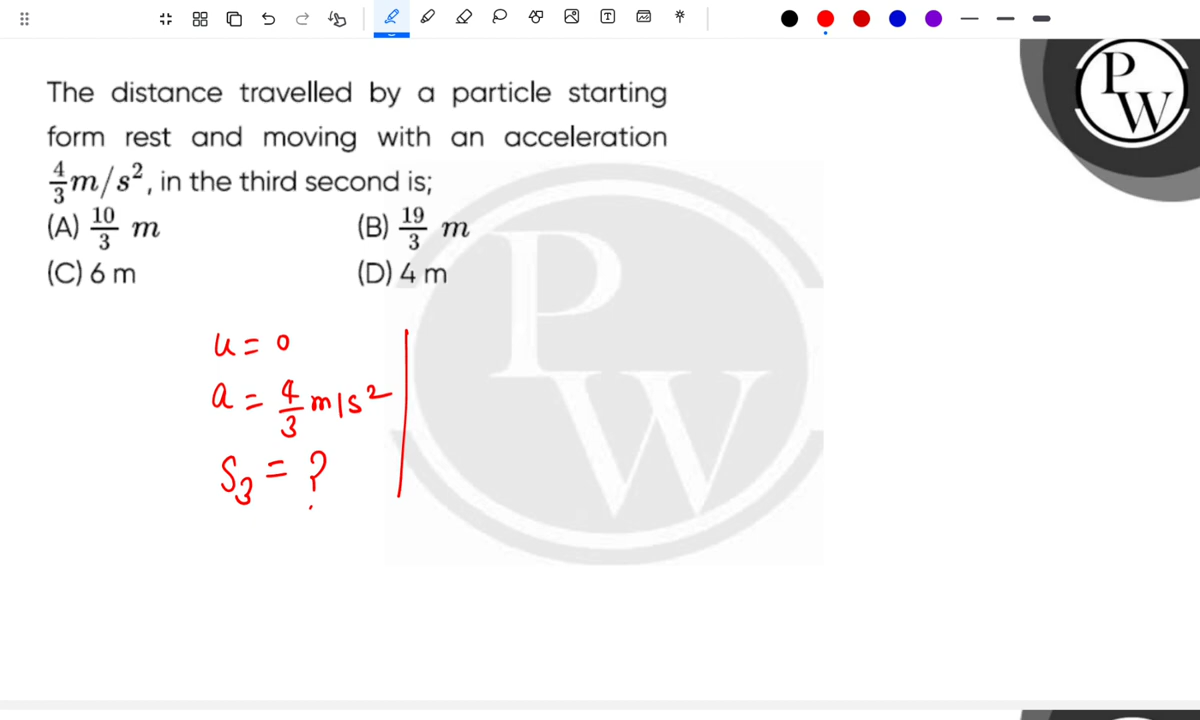 P
W
The distance travelled by a particle starting
form rest and moving with an acceleration
4/3 m/s², in the third second is;
(A) 10/3 m (B) 19/3 m
(C) 6 m (D) 4 m
u = 0
a = 4/3 m/s²
S₃ = ?
P
W